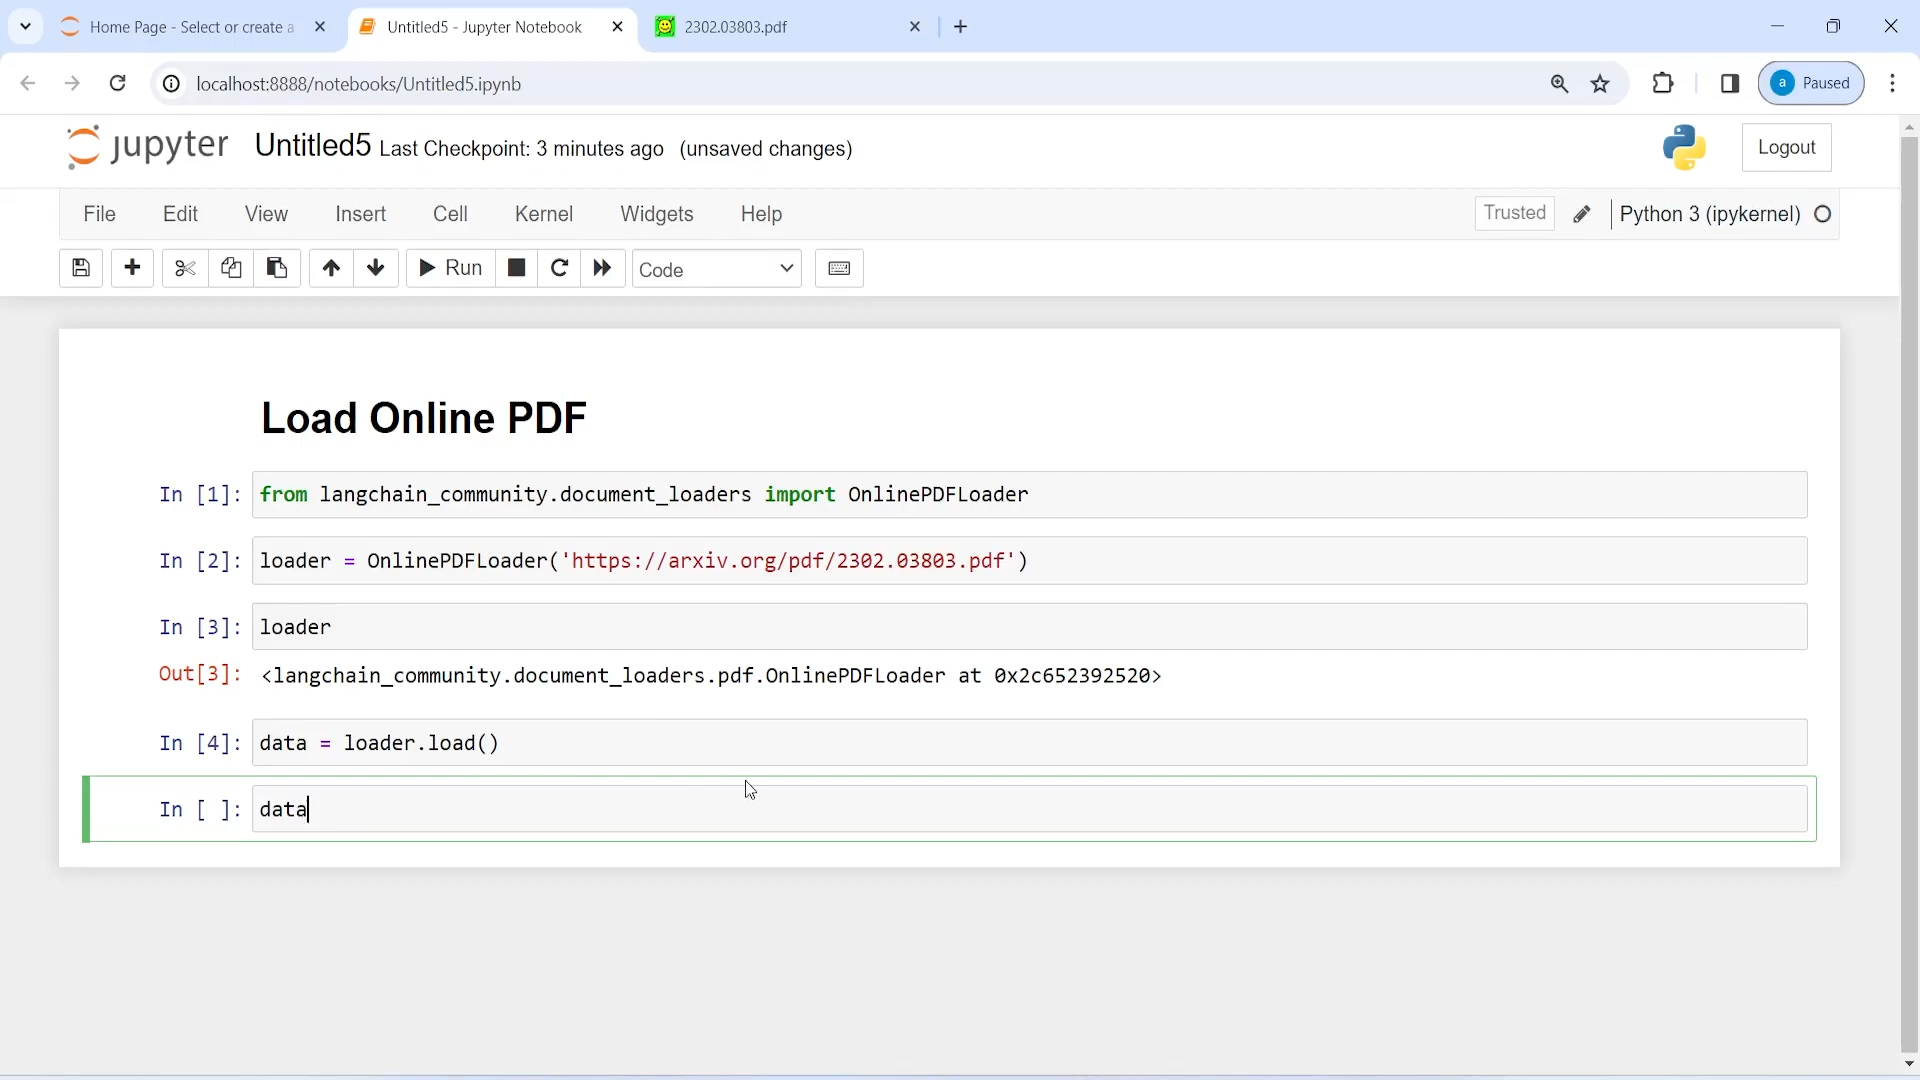 Home Page - Select or create a
Untitled5 - Jupyter Notebook
2302.03803.pdf
localhost:8888/notebooks/Untitled5.ipynb
a Paused
jupyter Untitled5 Last Checkpoint: 3 minutes ago (unsaved changes)
Logout
File Edit View Insert Cell Kernel Widgets Help
Trusted
Python 3 (ipykernel)
Run
Code
Load Online PDF
In [1]: from langchain_community.document_loaders import OnlinePDFLoader
In [2]: loader = OnlinePDFLoader('https://arxiv.org/pdf/2302.03803.pdf')
In [3]: loader
Out[3]: <langchain_community.document_loaders.pdf.OnlinePDFLoader at 0x2c652392520>
In [4]: data = loader.load()
In [ ]: data